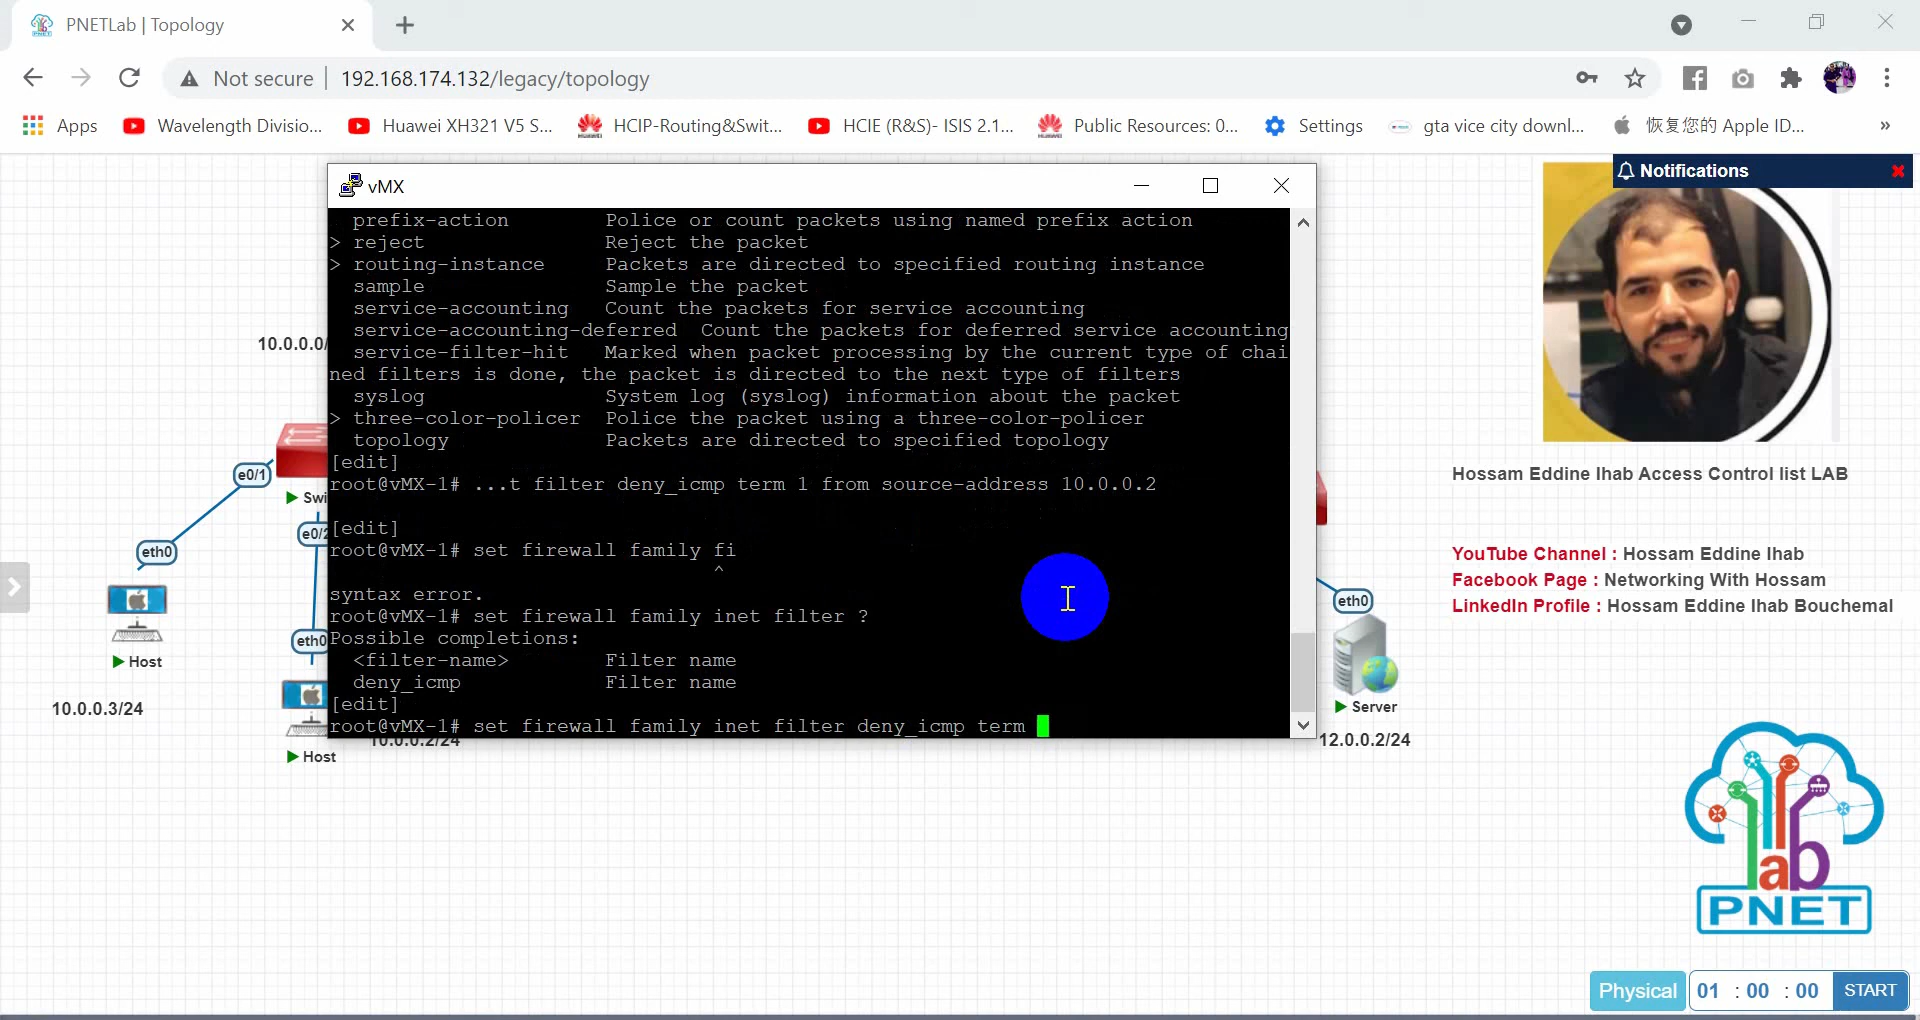 PNETLab | Topology
Not secure | 192.168.174.132/legacy/topology
Apps
Wavelength Divisio...
Huawei XH321 V5 S...
HCIP-Routing&Swit...
HCIE (R&S)- ISIS 2.1...
Public Resources: 0...
Settings
gta vice city downl...
恢复您的 Apple ID...
»
Notifications
vMX
prefix-action Police or count packets using named prefix action
> reject Reject the packet
> routing-instance Packets are directed to specified routing instance
sample Sample the packet
service-accounting Count the packets for service accounting
service-accounting-deferred Count the packets for deferred service accounting
service-filter-hit Marked when packet processing by the current type of chai
ned filters is done, the packet is directed to the next type of filters
syslog System log (syslog) information about the packet
> three-color-policer Police the packet using a three-color-policer
topology Packets are directed to specified topology
[edit]
root@vMX-1# ...t filter deny_icmp term 1 from source-address 10.0.0.2
[edit]
root@vMX-1# set firewall family fi
^
syntax error.
root@vMX-1# set firewall family inet filter ?
Possible completions:
<filter-name> Filter name
deny_icmp Filter name
[edit]
root@vMX-1# set firewall family inet filter deny_icmp term
10.0.0.0/
e0/1
Swi
e0/2
eth0
Host
10.0.0.3/24
eth0
10.0.0.2/24
Host
eth0
Server
12.0.0.2/24
Hossam Eddine Ihab Access Control list LAB
YouTube Channel : Hossam Eddine Ihab
Facebook Page : Networking With Hossam
LinkedIn Profile : Hossam Eddine Ihab Bouchemal
lab
PNET
Physical
01 : 00 : 00
START